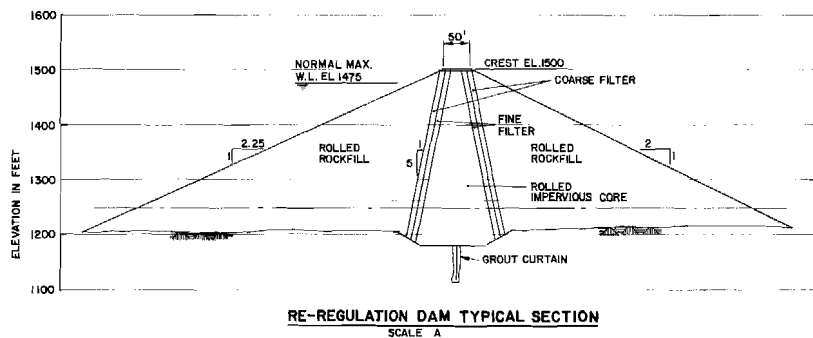 1600
50'
NORMAL MAX.
W.L. EL 1475
CREST EL. 1500
1500
COARSE FILTER
FINE
FILTER
1400
2.25
1
ROLLED
ROCKFILL
1
5
ROLLED
ROCKFILL
2
1
1300
ROLLED
IMPERVIOUS CORE
1200
GROUT CURTAIN
1100
ELEVATION IN FEET
RE-REGULATION DAM TYPICAL SECTION
SCALE A